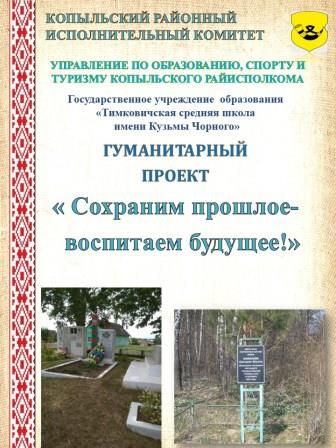 КОПЫЛЬСКИЙ РАЙОННЫЙ
ИСПОЛНИТЕЛЬНЫЙ КОМИТЕТ
УПРАВЛЕНИЕ ПО ОБРАЗОВАНИЮ, СПОРТУ И
ТУРИЗМУ КОПЫЛЬСКОГО РАЙИСПОЛКОМА
Государственное учреждение образования
«Тимковичская средняя школа
имени Кузьмы Чорного»
ГУМАНИТАРНЫЙ
ПРОЕКТ
« Сохраним прошлое-
воспитаем будущее!»